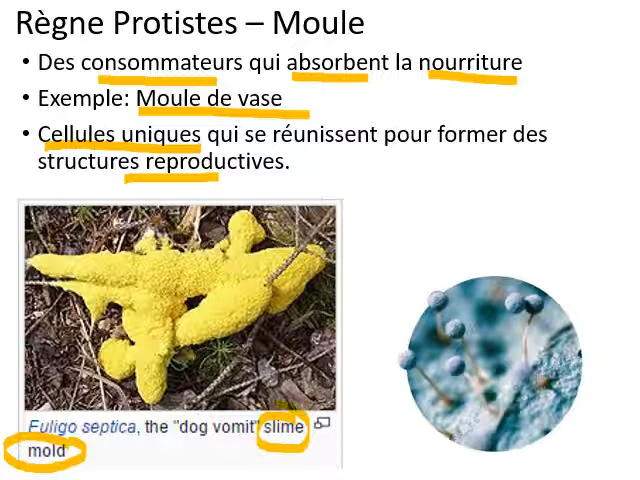 Règne Protistes – Moule
• Des consommateurs qui absorbent la nourriture
• Exemple: Moule de vase
• Cellules uniques qui se réunissent pour former des
structures reproductives.
Fuligo septica, the "dog vomit" slime
mold